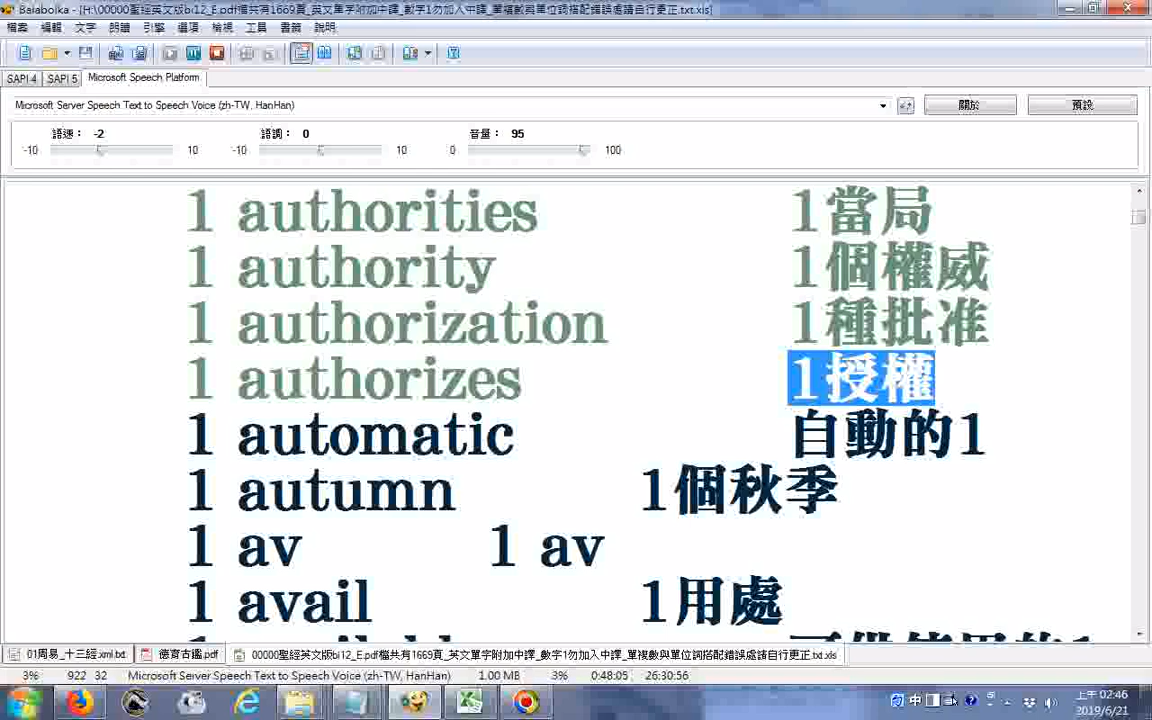 Balabolka - [H:\00000聖經英文版bi12_E.pdf檔共有1669頁_英文單字附加中譯_數字1勿加入中譯_單複數與單位詞搭配錯誤處請自行更正.txt.xls]
檔案 編輯 文字 朗讀 引擎 選項 檢視 工具 書籤 說明
SAPI 4 SAPI 5 Microsoft Speech Platform
Microsoft Server Speech Text to Speech Voice (zh-TW, HanHan) 關於 預設
語速： -2 語調： 0 音量： 95
-10 10 -10 10 0 100
1 authorities 1當局
1 authority 1個權威
1 authorization 1種批准
1 authorizes 1授權
1 automatic 自動的1
1 autumn 1個秋季
1 av 1 av
1 avail 1用處
01周易_十三經.xml.txt 德育古鑑.pdf 00000聖經英文版bi12_E.pdf檔共有1669頁_英文單字附加中譯_數字1勿加入中譯_單複數與單位詞搭配錯誤處請自行更正.txt.xls
3% 922 32 Microsoft Server Speech Text to Speech Voice (zh-TW, HanHan) 1.00 MB 3% 0:48:05 26:30:56
中 上午 02:46
2019/6/21